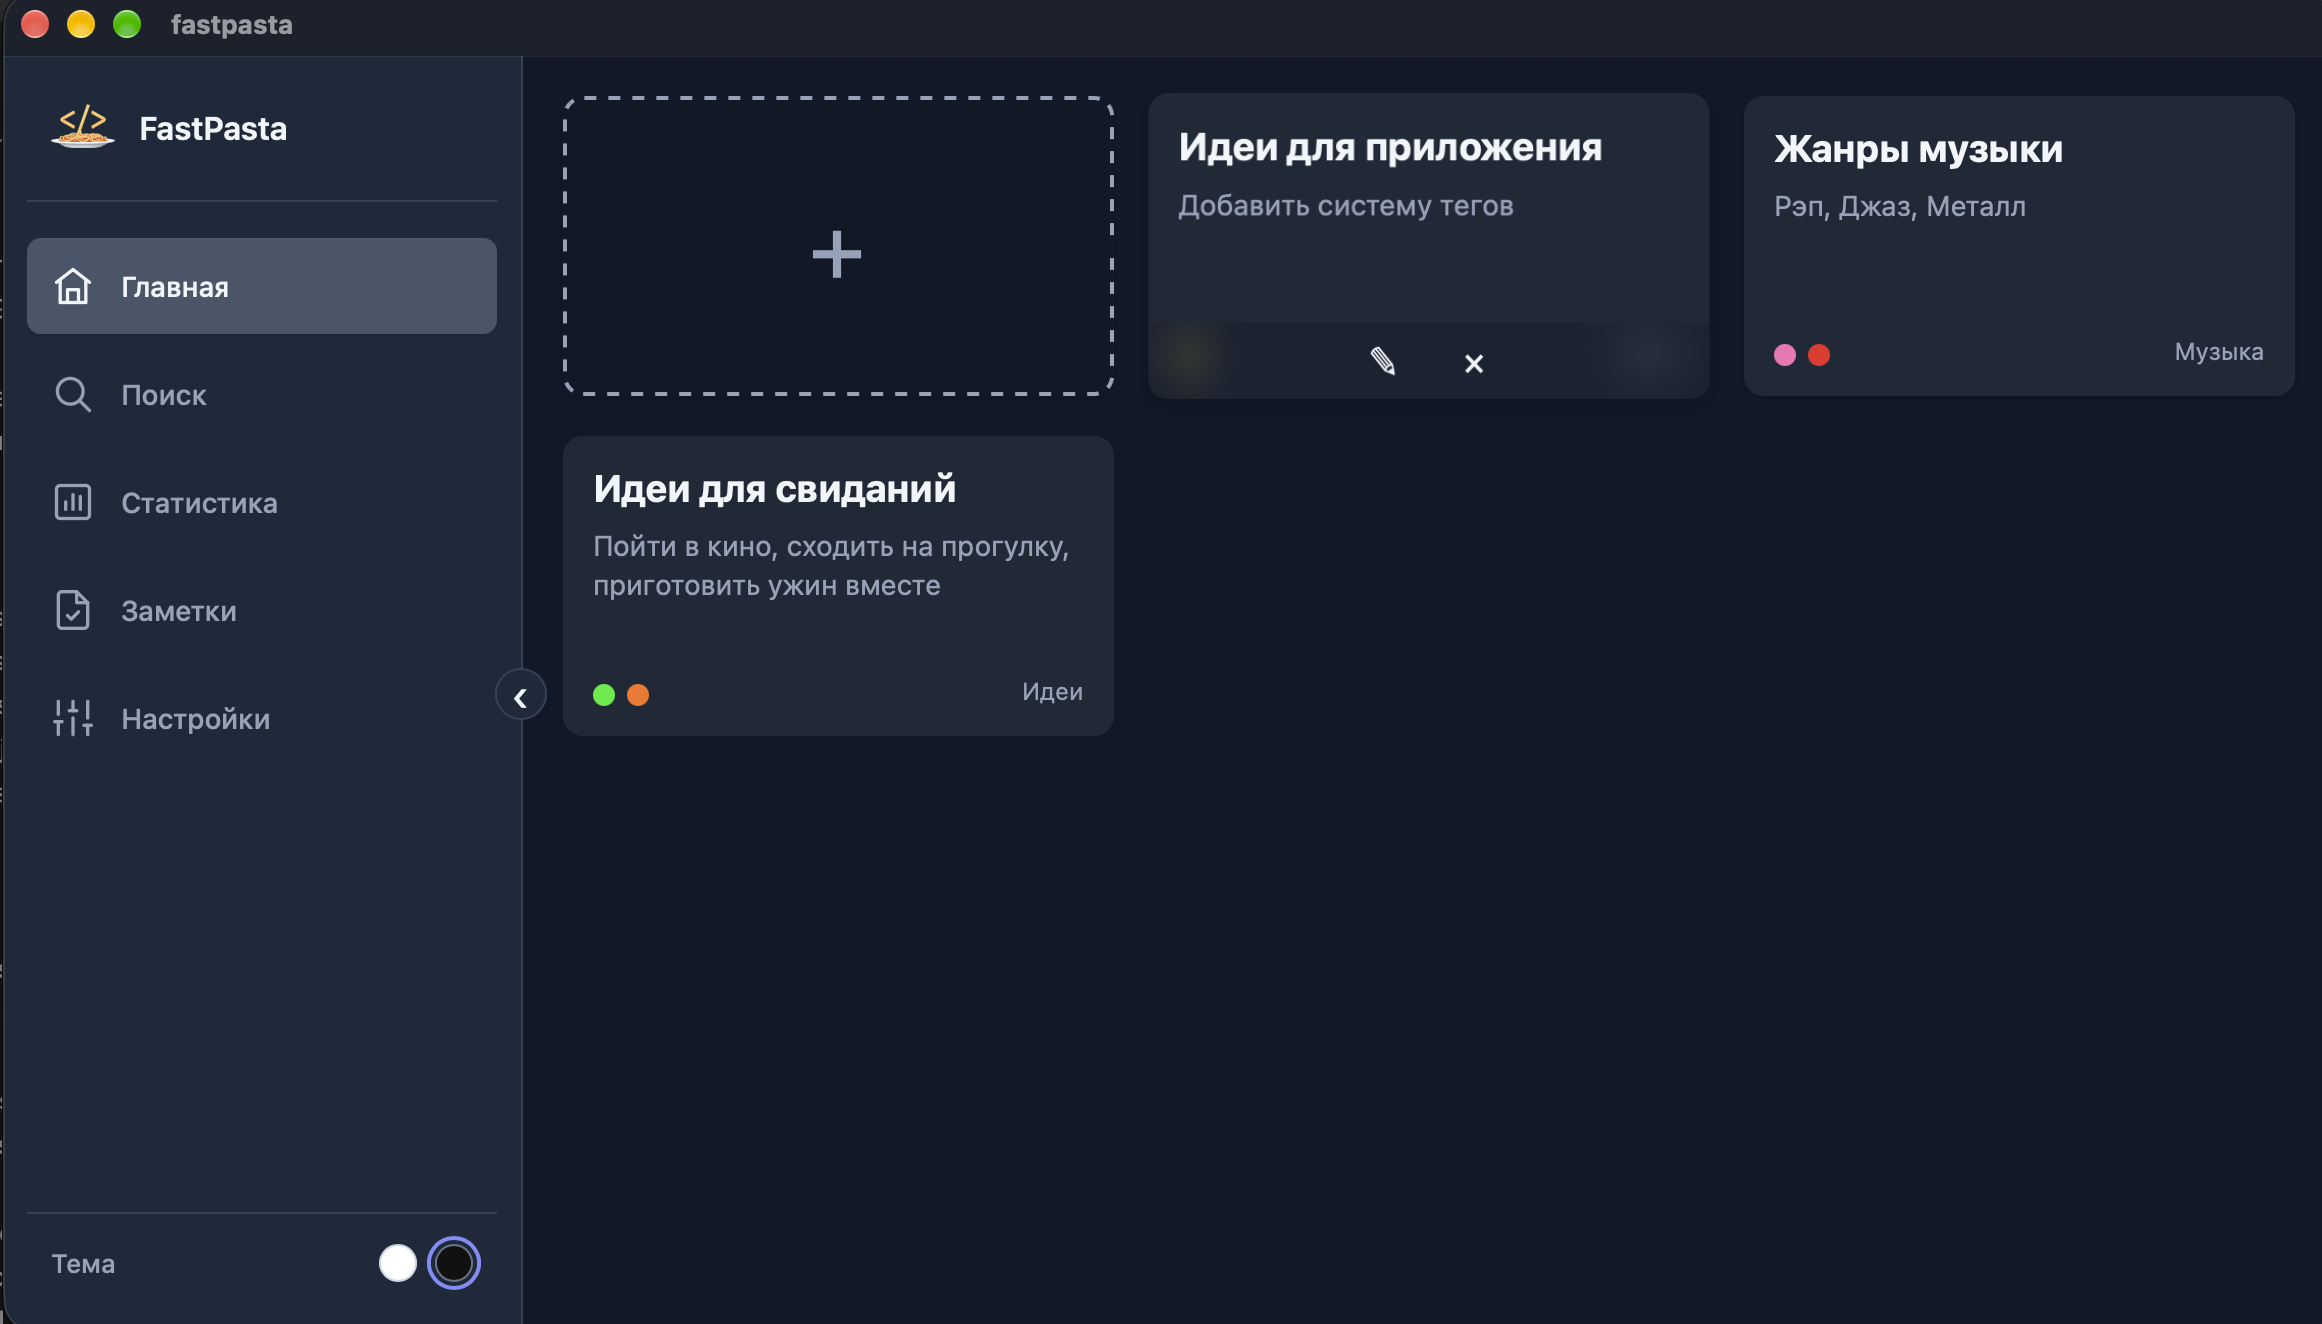 fastpasta
FastPasta
Главная
Поиск
Статистика
Заметки
Настройки
Тема
Идеи для приложения
Добавить систему тегов
Жанры музыки
Рэп, Джаз, Металл
Музыка
Идеи для свиданий
Пойти в кино, сходить на прогулку,
приготовить ужин вместе
Идеи